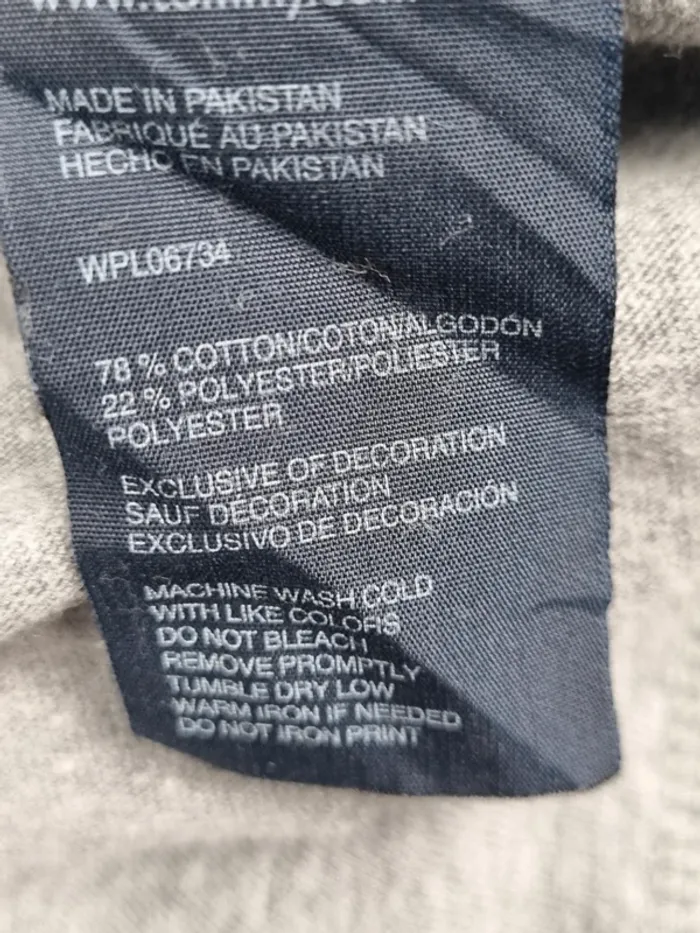 MADE IN PAKISTAN
FABRIQUÉ AU PAKISTAN
HECHO EN PAKISTAN
WPL06734
78 % COTTON/COTON/ALGODÓN
22 % POLYESTER/POLIESTER
POLYESTER
EXCLUSIVE OF DECORATION
SAUF DÉCORATION
EXCLUSIVO DE DECORACIÓN
MACHINE WASH COLD
WITH LIKE COLORS
DO NOT BLEACH
REMOVE PROMPTLY
TUMBLE DRY LOW
WARM IRON IF NEEDED
DO NOT IRON PRINT